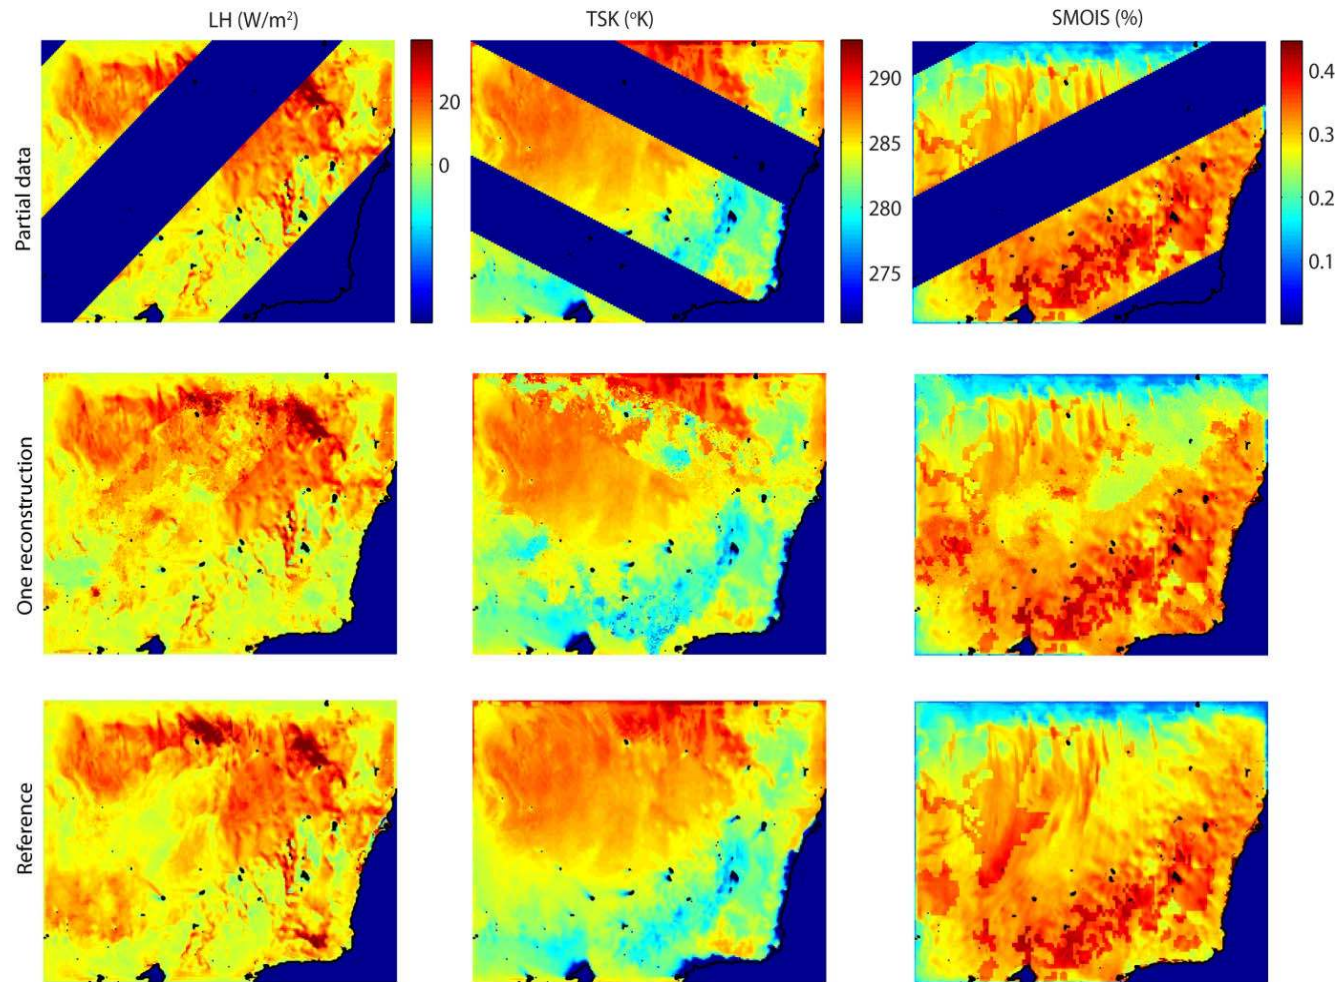 LH (W/m²)
TSK (ºK)
SMOIS (%)
Partial data
20
0
290
285
280
275
0.4
0.3
0.2
0.1
One reconstruction
Reference